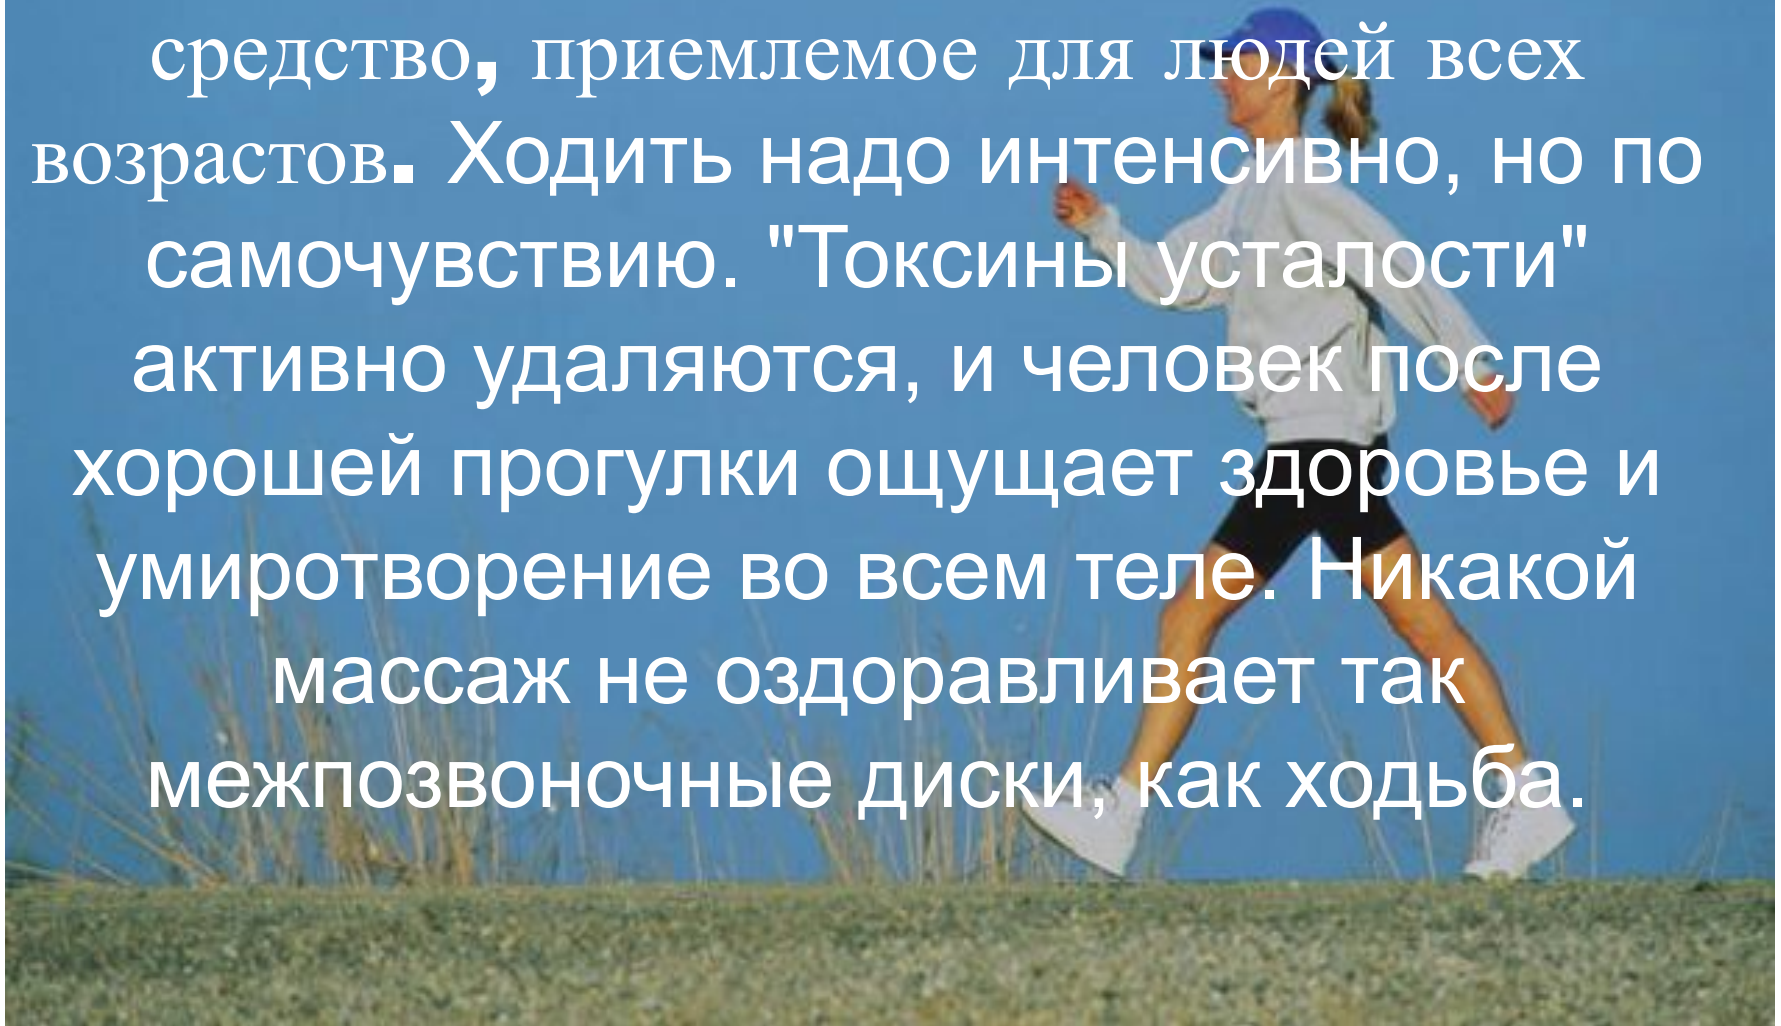 средство, приемлемое для людей всех
возрастов. Ходить надо интенсивно, но по
самочувствию. "Токсины усталости"
активно удаляются, и человек после
хорошей прогулки ощущает здоровье и
умиротворение во всем теле. Никакой
массаж не оздоравливает так
межпозвоночные диски, как ходьба.